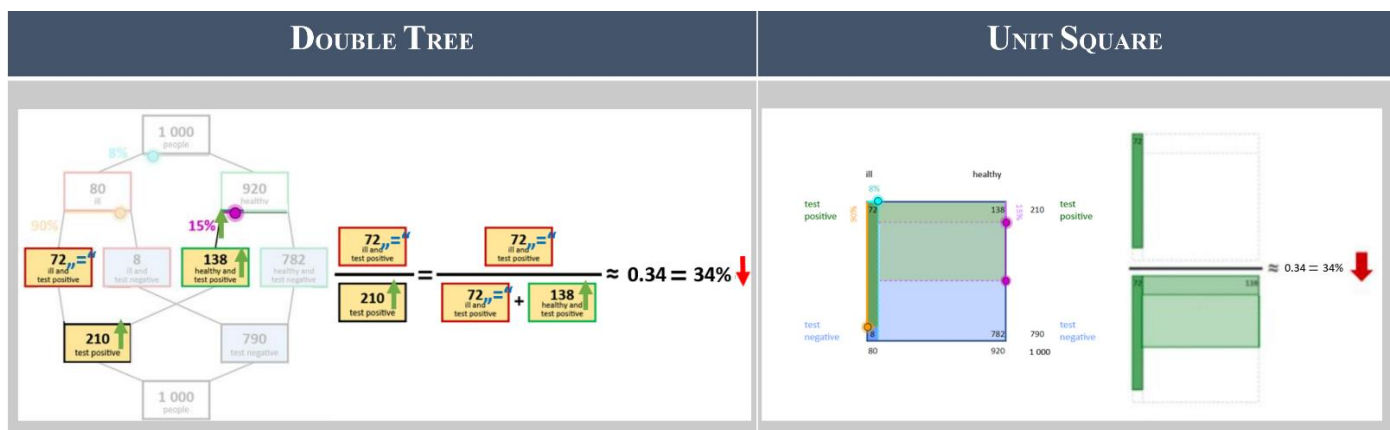 DOUBLE TREE
1 000
people
8%
80
ill
920
healthy
90%
15%
72 „=“
ill and
test positive
8
ill and
test negative
138
healthy and
test positive
782
healthy and
test negative
210
test positive
790
test negative
1 000
people
72 „=“
ill and
test positive
210
test positive
=
72 „=“
ill and
test positive
72 „=“
ill and
test positive
+
138
healthy and
test positive
≈ 0.34 = 34%
UNIT SQUARE
ill
healthy
8%
test
positive
90%
72
138
15%
210
test
negative
8
782
790
80
920
1 000
test
positive
72
≈ 0.34 = 34%
72
138
test
negative